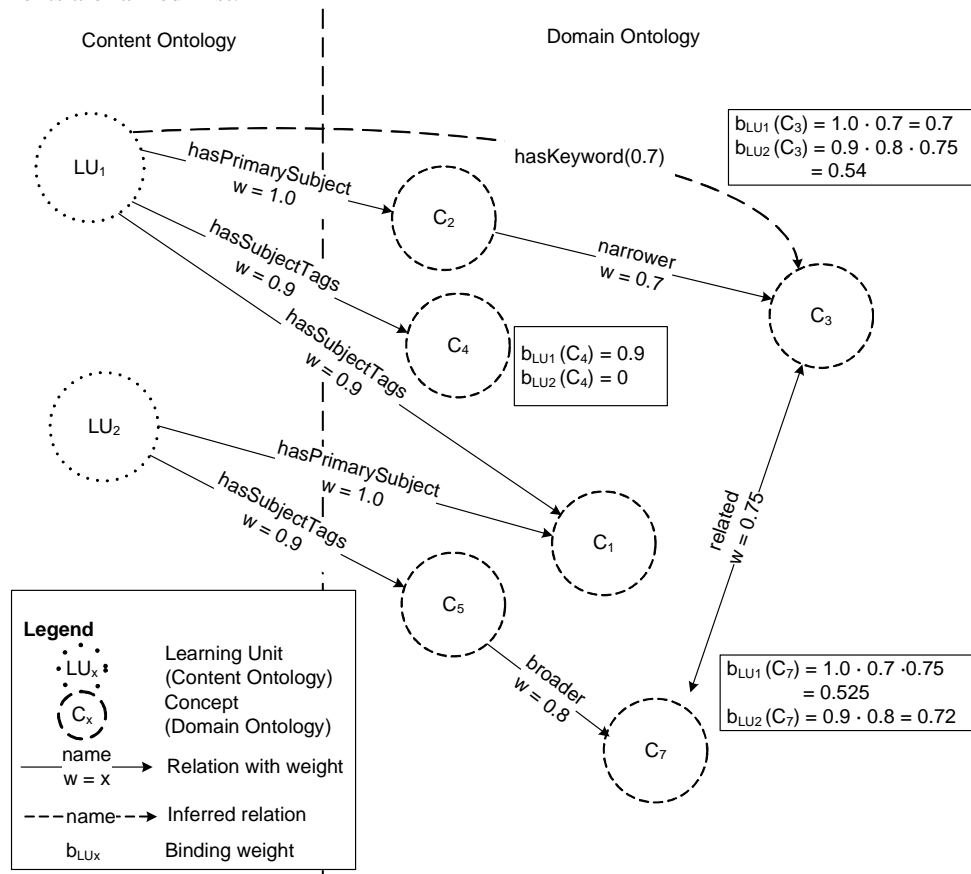 Content Ontology
Domain Ontology
LU1
hasPrimarySubject
w = 1.0
hasKeyword(0.7)
bLU1 (C3) = 1.0 · 0.7 = 0.7
bLU2 (C3) = 0.9 · 0.8 · 0.75
= 0.54
C2
hasSubjectTags
w = 0.9
narrower
w = 0.7
C3
hasSubjectTags
w = 0.9
C4
bLU1 (C4) = 0.9
bLU2 (C4) = 0
LU2
hasPrimarySubject
w = 1.0
hasSubjectTags
w = 0.9
C1
related
w = 0.75
C5
broader
w = 0.8
C7
bLU1 (C7) = 1.0 · 0.7 ·0.75
= 0.525
bLU2 (C7) = 0.9 · 0.8 = 0.72
Legend
LUx
Learning Unit
(Content Ontology)
Cx
Concept
(Domain Ontology)
name
w = x
Relation with weight
name
Inferred relation
bLUx
Binding weight